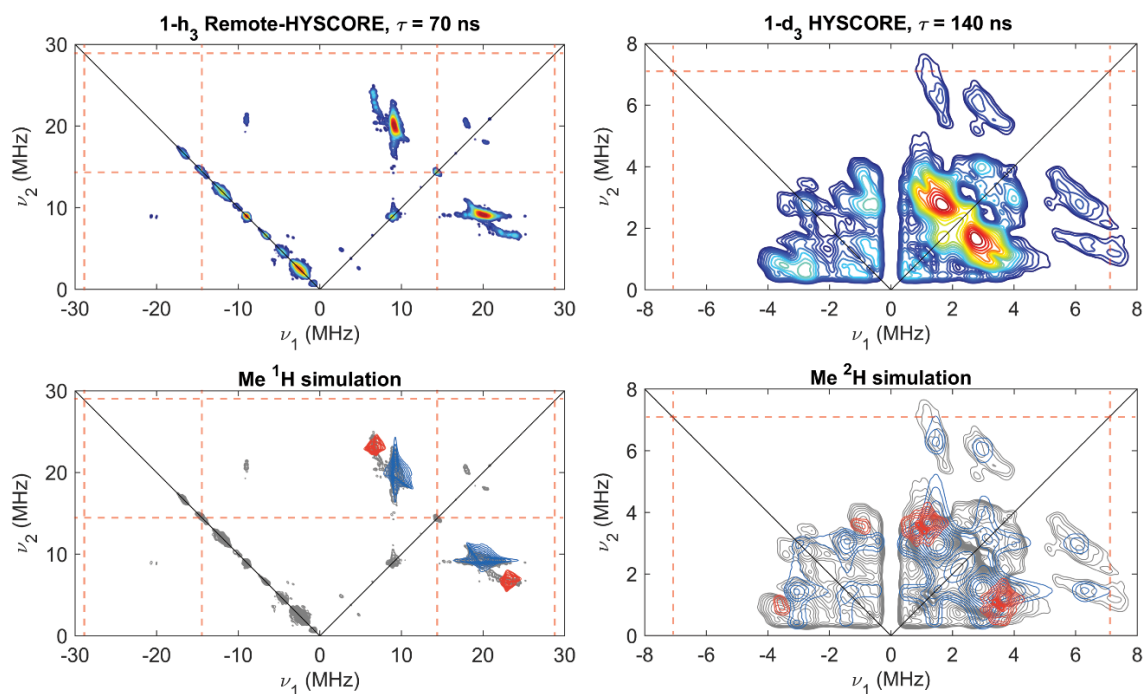 1-h3 Remote-HYSCORE, τ = 70 ns
30
20
10
0
ν2 (MHz)
-30 -20 -10 0 10 20 30
ν1 (MHz)
1-d3 HYSCORE, τ = 140 ns
8
6
4
2
0
ν2 (MHz)
-8 -6 -4 -2 0 2 4 6 8
ν1 (MHz)
Me 1H simulation
30
20
10
0
ν2 (MHz)
-30 -20 -10 0 10 20 30
ν1 (MHz)
Me 2H simulation
8
6
4
2
0
ν2 (MHz)
-8 -6 -4 -2 0 2 4 6 8
ν1 (MHz)